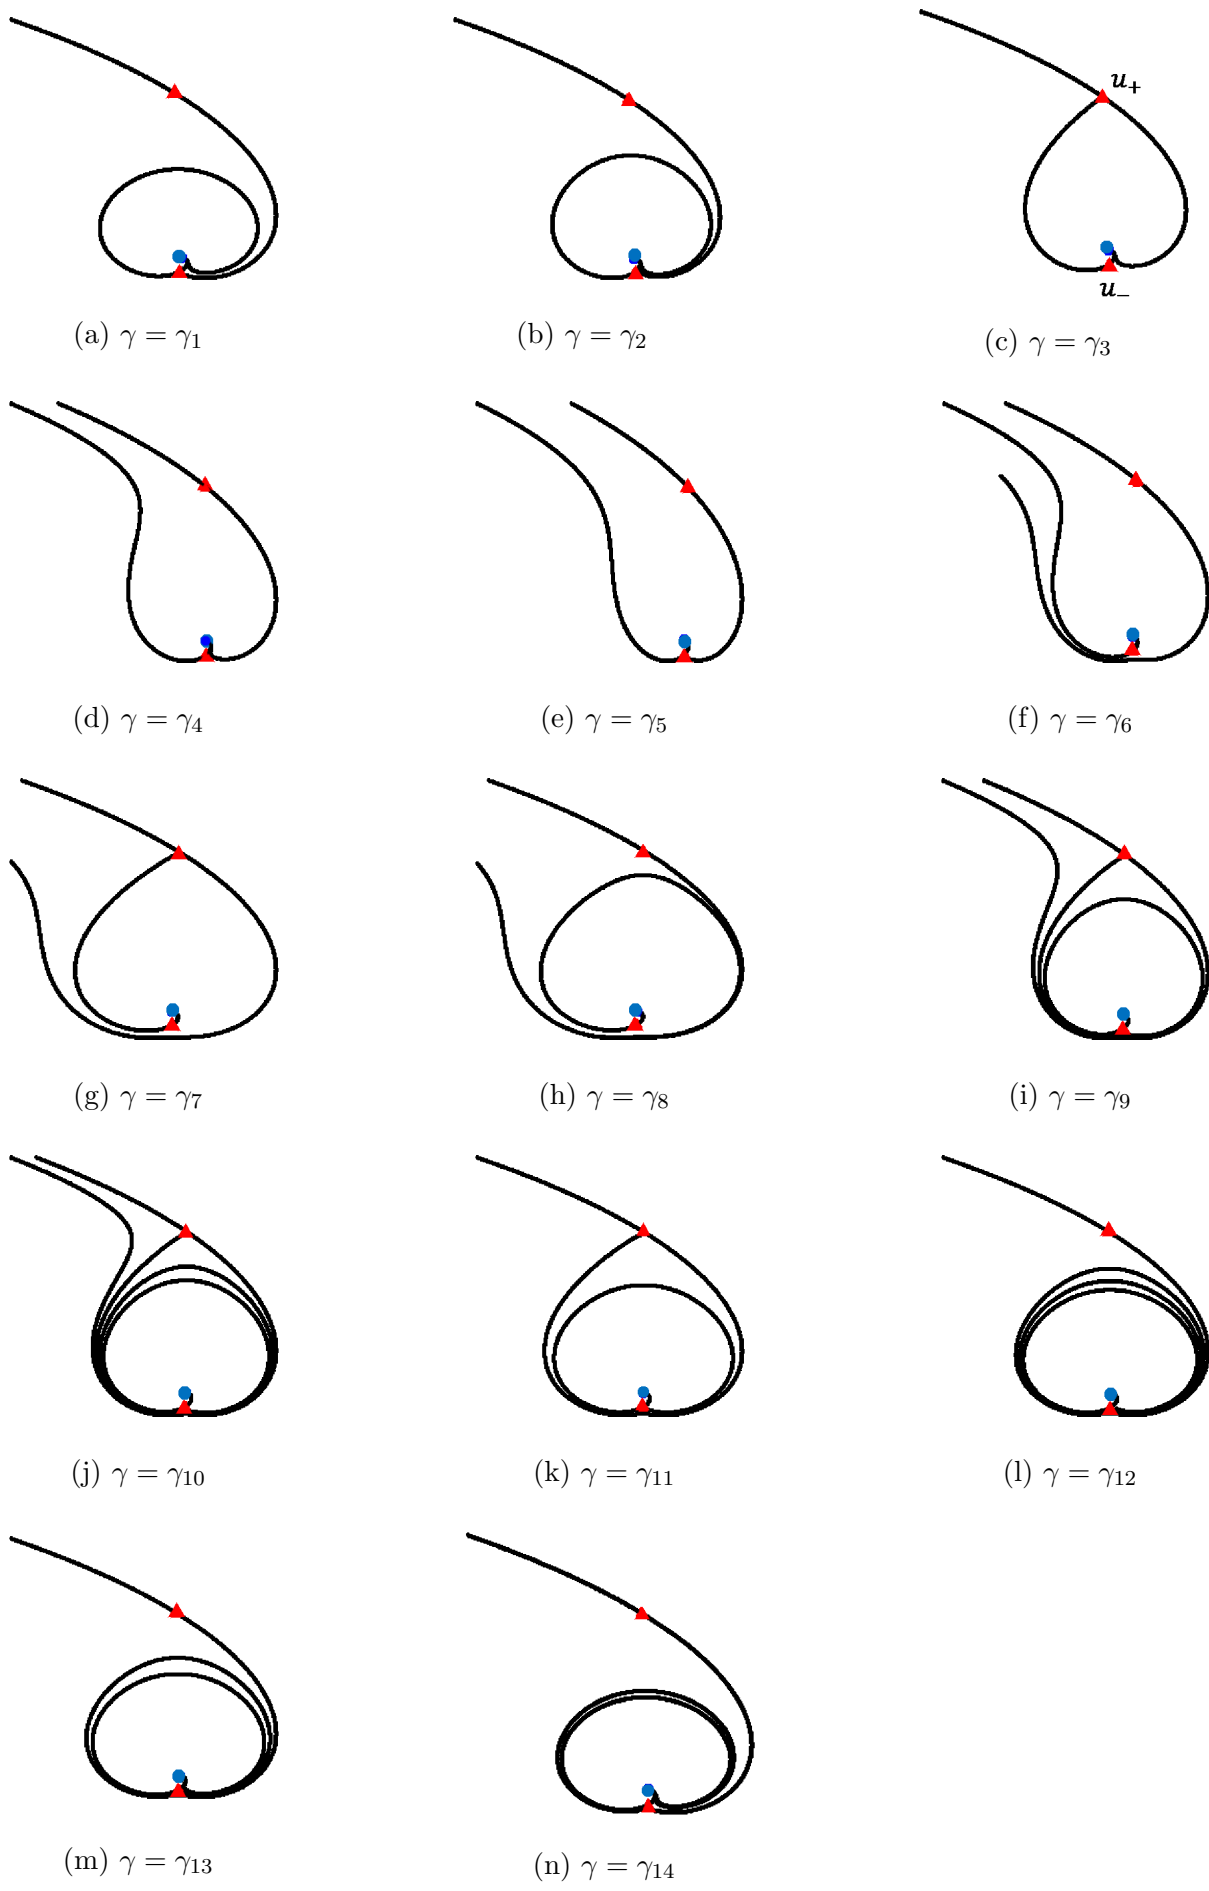 u₊
u₋
(a) γ = γ₁
(b) γ = γ₂
(c) γ = γ₃
(d) γ = γ₄
(e) γ = γ₅
(f) γ = γ₆
(g) γ = γ₇
(h) γ = γ₈
(i) γ = γ₉
(j) γ = γ₁₀
(k) γ = γ₁₁
(l) γ = γ₁₂
(m) γ = γ₁₃
(n) γ = γ₁₄